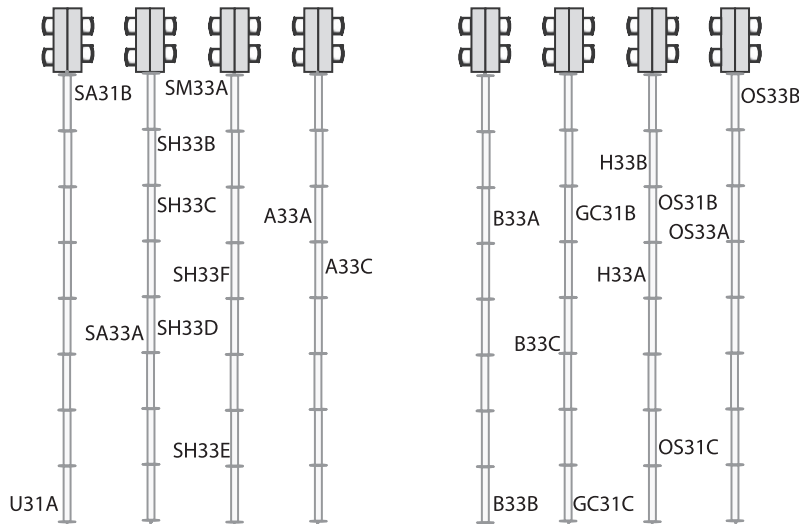 SA31B
SM33A
OS33B
SH33B
H33B
SH33C
OS31B
A33A
B33A
GC31B
OS33A
A33C
SH33F
H33A
SA33A
SH33D
B33C
SH33E
OS31C
U31A
B33B
GC31C